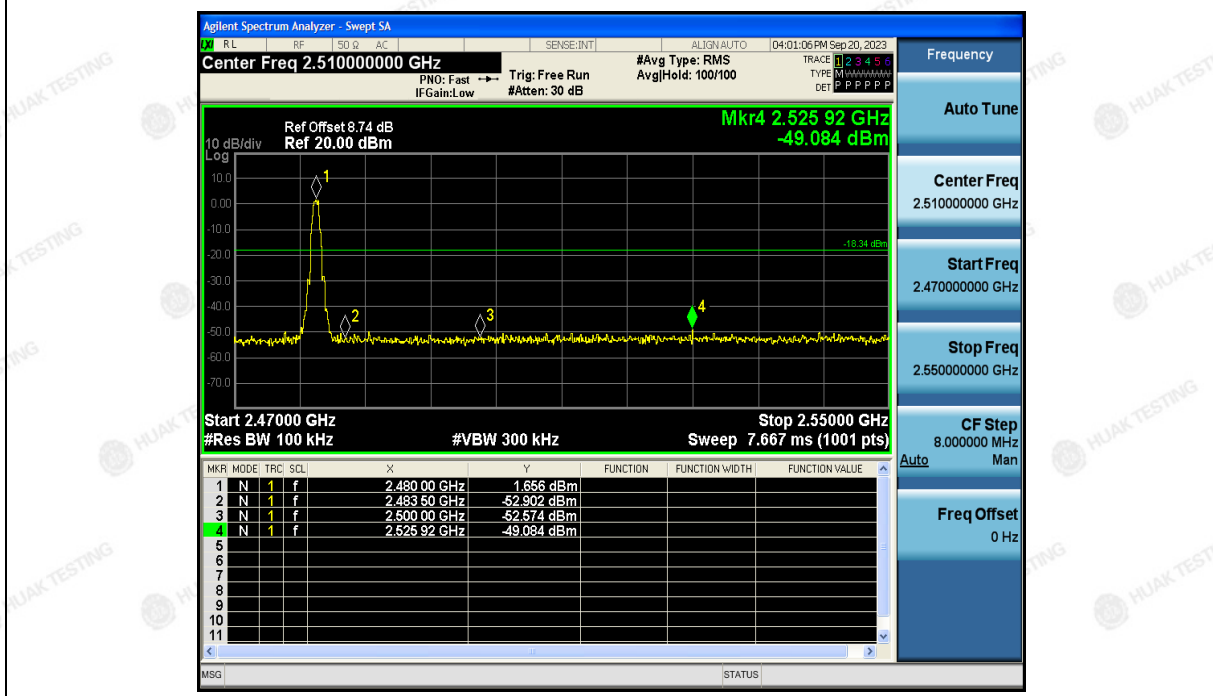 Agilent Spectrum Analyzer - Swept SA
LXI RL RF 50 Ω AC SENSE:INT ALIGN AUTO 04:01:06 PM Sep 20, 2023
Center Freq 2.510000000 GHz
PNO: Fast
IFGain:Low
Trig: Free Run
#Atten: 30 dB
#Avg Type: RMS
Avg|Hold: 100/100
TRACE 1 2 3 4 5 6
TYPE M W W W W W
DET P P P P P P
Mkr4 2.525 92 GHz
-49.084 dBm
Ref Offset 8.74 dB
10 dB/div Ref 20.00 dBm
Log
10.0
0.00
-10.0
-20.0
-30.0
-40.0
-50.0
-60.0
-70.0
1
2
3
4
-18.34 dBm
Start 2.47000 GHz Stop 2.55000 GHz
#Res BW 100 kHz #VBW 300 kHz Sweep 7.667 ms (1001 pts)
MKR MODE TRC SCL X Y FUNCTION FUNCTION WIDTH FUNCTION VALUE
1 N 1 f 2.480 00 GHz 1.656 dBm
2 N 1 f 2.483 50 GHz -52.902 dBm
3 N 1 f 2.500 00 GHz -52.574 dBm
4 N 1 f 2.525 92 GHz -49.084 dBm
5
6
7
8
9
10
11
MSG STATUS
Frequency
Auto Tune
Center Freq
2.510000000 GHz
Start Freq
2.470000000 GHz
Stop Freq
2.550000000 GHz
CF Step
8.000000 MHz
Auto Man
Freq Offset
0 Hz
HUAK TESTING